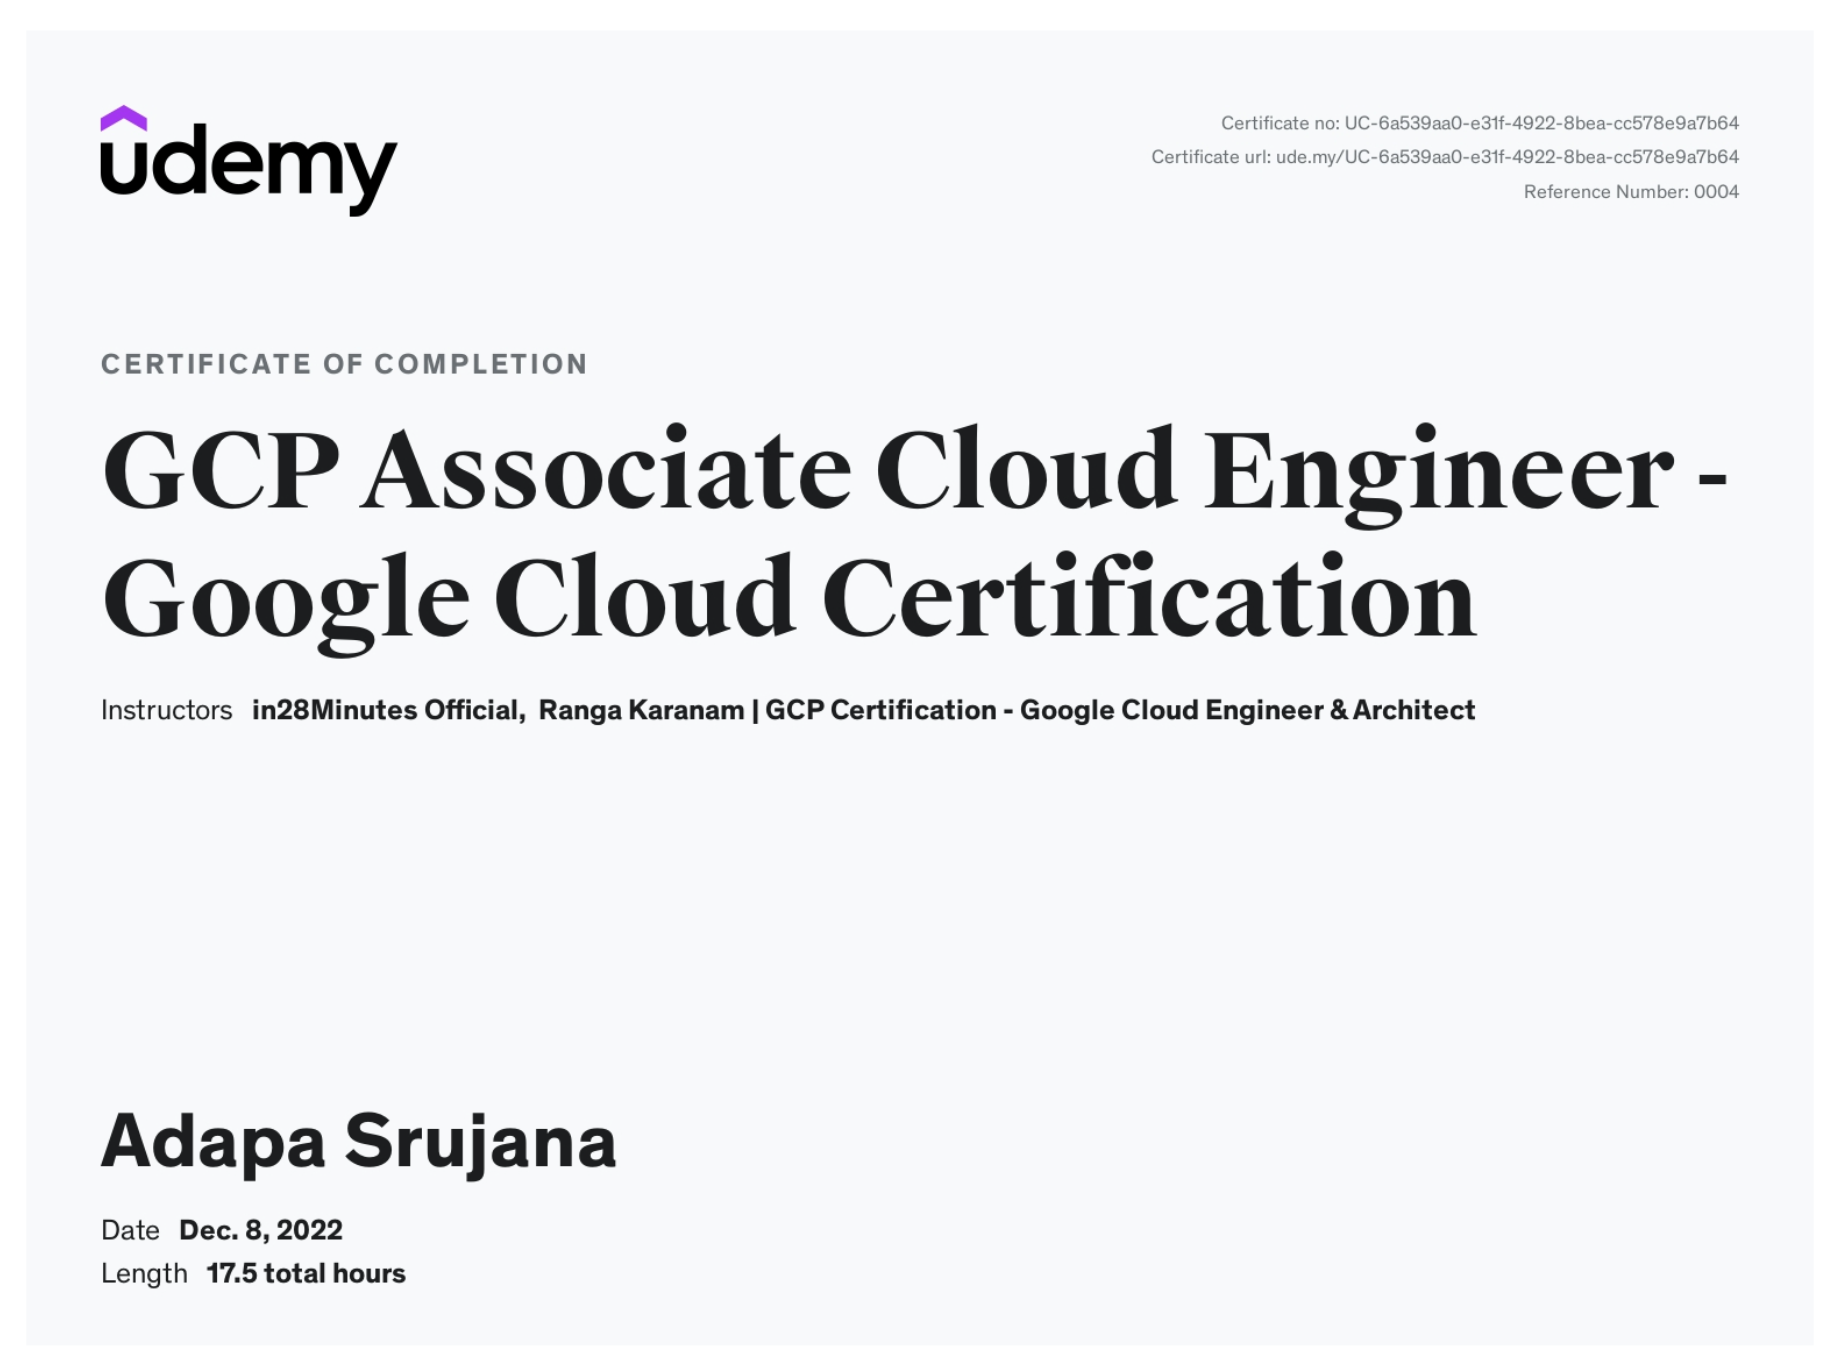 udemy
Certificate no: UC-6a539aa0-e31f-4922-8bea-cc578e9a7b64
Certificate url: ude.my/UC-6a539aa0-e31f-4922-8bea-cc578e9a7b64
Reference Number: 0004
CERTIFICATE OF COMPLETION
GCP Associate Cloud Engineer -
Google Cloud Certification
Instructors in28Minutes Official, Ranga Karanam | GCP Certification - Google Cloud Engineer & Architect
Adapa Srujana
Date Dec. 8, 2022
Length 17.5 total hours